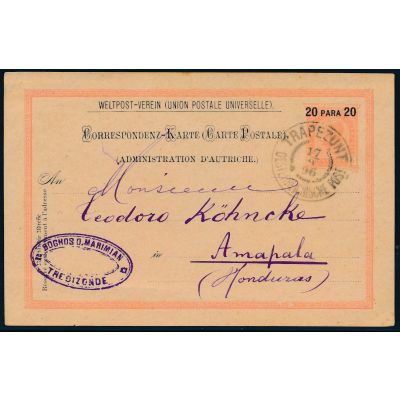 WELTPOST-VEREIN (UNION POSTALE UNIVERSELLE).
20 PARA 20
CORRESPONDENZ-KARTE (CARTE POSTALE),
(ADMINISTRATION D'AUTRICHE).
TRAPEZUNT
17
96
An
Monsieur
Teodoro Köhncke
in Amapala
(Honduras)
BOGHOS O. MARIMIAN
TREBIZONDE